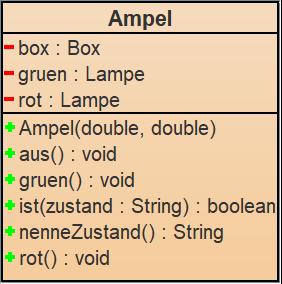 Ampel
- box : Box
- gruen : Lampe
- rot : Lampe
+ Ampel(double, double)
+ aus() : void
+ gruen() : void
+ ist(zustand : String) : boolean
+ nenneZustand() : String
+ rot() : void